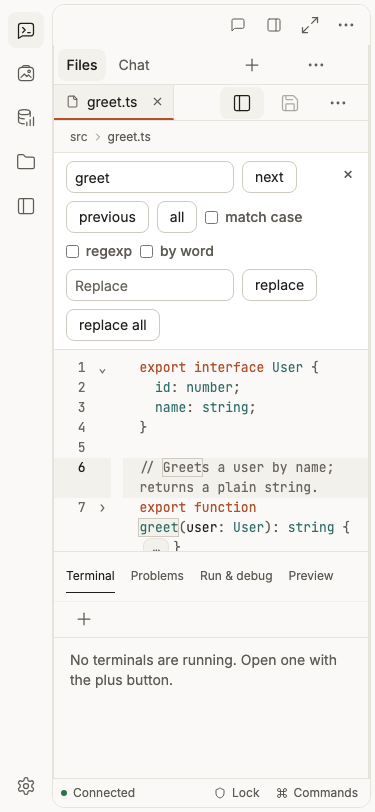 Files Chat
greet.ts
src > greet.ts
greet next
previous all match case
regexp by word
Replace replace
replace all
1 export interface User {
2 id: number;
3 name: string;
4 }
5
6 // Greets a user by name;
returns a plain string.
7 export function
greet(user: User): string {
… }
Terminal Problems Run & debug Preview
No terminals are running. Open one with
the plus button.
Connected Lock Commands